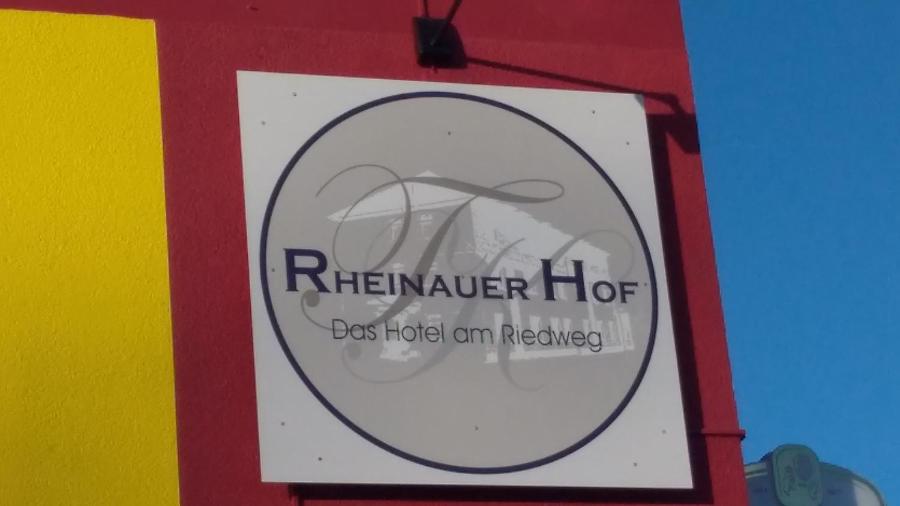 Rheinauer Hof
Das Hotel am Riedweg